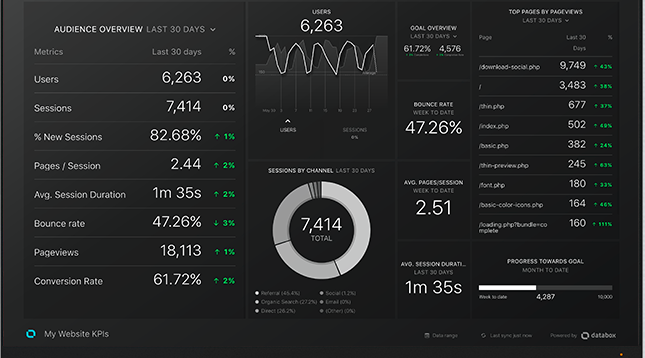 AUDIENCE OVERVIEW LAST 30 DAYS
Metrics Last 30 days %
Users 6,263 0%
Sessions 7,414 0%
% New Sessions 82.68% ↑ 1%
Pages / Session 2.44 ↑ 2%
Avg. Session Duration 1m 35s ↑ 2%
Bounce rate 47.26% ↓ 3%
Pageviews 18,113 ↑ 1%
Conversion Rate 61.72% ↑ 2%
USERS
6,263
USERS SESSIONS
0%
SESSIONS BY CHANNEL LAST 30 DAYS
7,414
TOTAL
Referral (45.4%) Social (1.2%)
Organic Search (27.2%) Email (0%)
Direct (26.2%) (Other) (0%)
GOAL OVERVIEW
LAST 30 DAYS
61.72% 4,576
BOUNCE RATE
WEEK TO DATE
47.26%
AVG. PAGES/SESSION
WEEK TO DATE
2.51
AVG. SESSION DURATI...
LAST 30 DAYS
1m 35s
TOP PAGES BY PAGEVIEWS
LAST 30 DAYS
Page Last 30 %
Days
/download-social.php 9,749 ↑ 43%
/ 3,483 ↑ 38%
/thin.php 677 ↑ 37%
/index.php 502 ↑ 48%
/basic.php 382 ↑ 24%
/thin-preview.php 245 ↑ 63%
/font.php 180 ↑ 33%
/basic-color-icons.php 164 ↑ 46%
/loading.php?bundle=co
mplete 160 ↑ 111%
PROGRESS TOWARDS GOAL
MONTH TO DATE
Week to date 4,287 10,000
My Website KPIs Date range Last sync just now Powered by databox